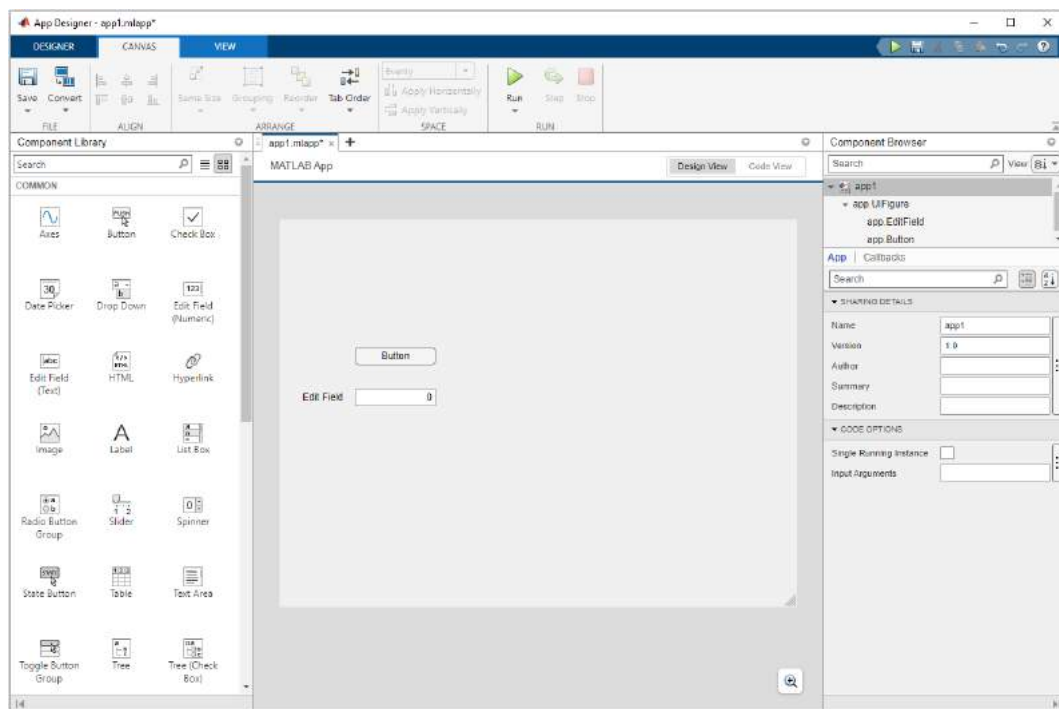 App Designer - app1.mlapp*
DESIGNER CANVAS VIEW
Save Convert Same Size Grouping Reorder Tab Order Evenly Apply Horizontally Apply Vertically Run Step Stop
FILE ALIGN ARRANGE SPACE RUN
Component Library
Search
COMMON
Axes Button Check Box
Date Picker Drop Down Edit Field (Numeric)
Edit Field (Text) HTML Hyperlink
Image Label List Box
Radio Button Group Slider Spinner
State Button Table Text Area
Toggle Button Group Tree Tree (Check Box)
app1.mlapp*
MATLAB App Design View Code View
Button
Edit Field 0
Component Browser
Search View
app1
app.UIFigure
app.EditField
app.Button
App | Callbacks
Search
SHARING DETAILS
Name app1
Version 1.0
Author
Summary
Description
CODE OPTIONS
Single Running Instance
Input Arguments